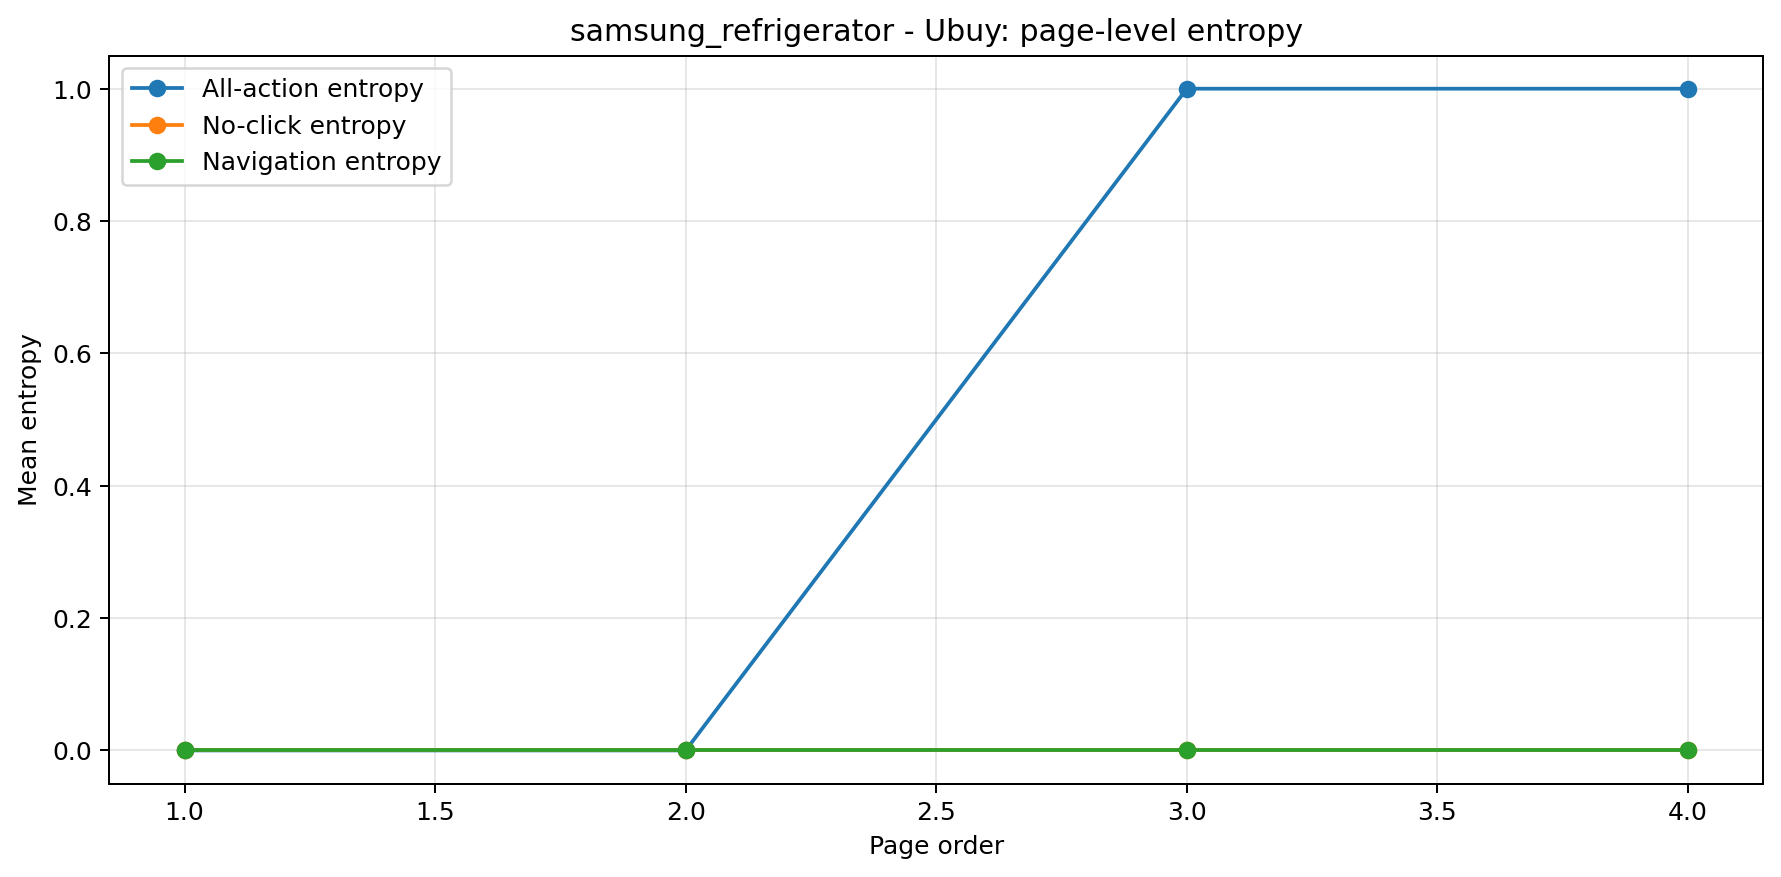 samsung_refrigerator - Ubuy: page-level entropy
All-action entropy
No-click entropy
Navigation entropy
Mean entropy
1.0
0.8
0.6
0.4
0.2
0.0
1.0 1.5 2.0 2.5 3.0 3.5 4.0
Page order